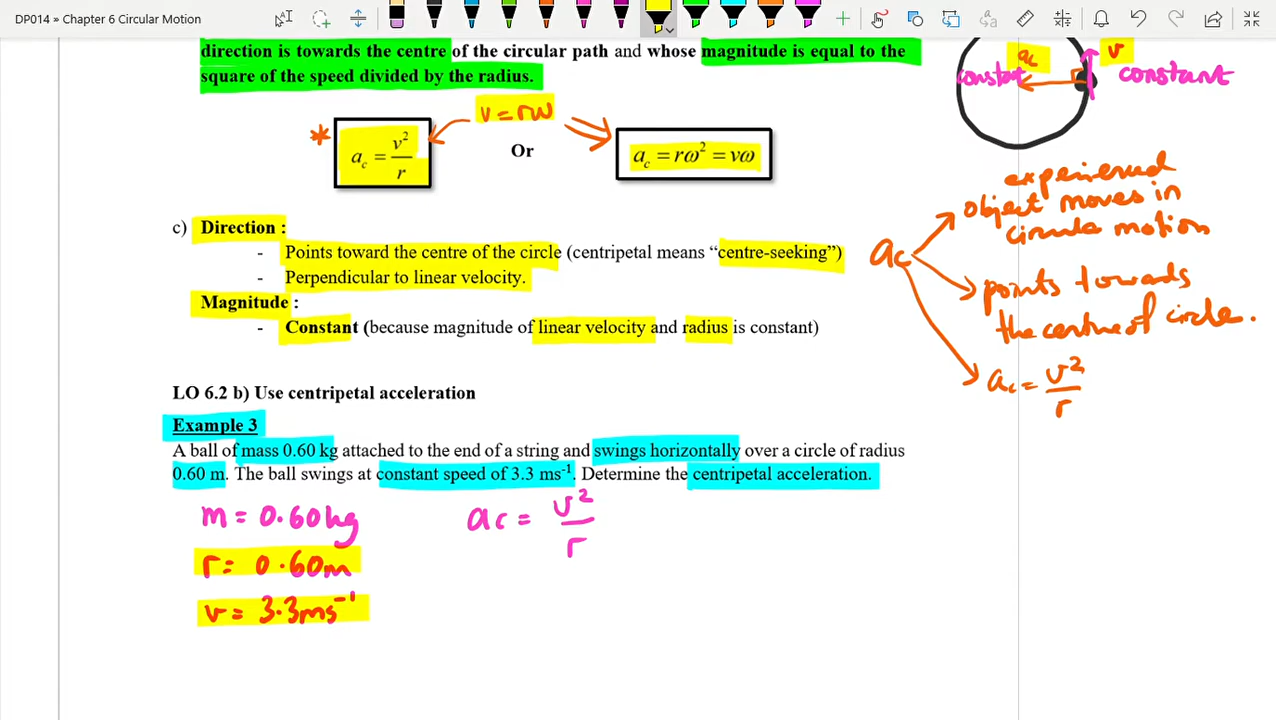 DP014 » Chapter 6 Circular Motion
direction is towards the centre of the circular path and whose magnitude is equal to the
square of the speed divided by the radius.
ac
v
constant
constant
v = rω
* a_c = v²/r
Or
a_c = rω² = vω
c) Direction :
- Points toward the centre of the circle (centripetal means “centre-seeking”)
- Perpendicular to linear velocity.
Magnitude :
- Constant (because magnitude of linear velocity and radius is constant)
ac
experienced
object moves in
circular motion
points towards
the centre of circle.
ac = v²/r
LO 6.2 b) Use centripetal acceleration
Example 3
A ball of mass 0.60 kg attached to the end of a string and swings horizontally over a circle of radius
0.60 m. The ball swings at constant speed of 3.3 ms⁻¹. Determine the centripetal acceleration.
m = 0.60kg
ac = v²/r
r = 0.60m
v = 3.3ms⁻¹